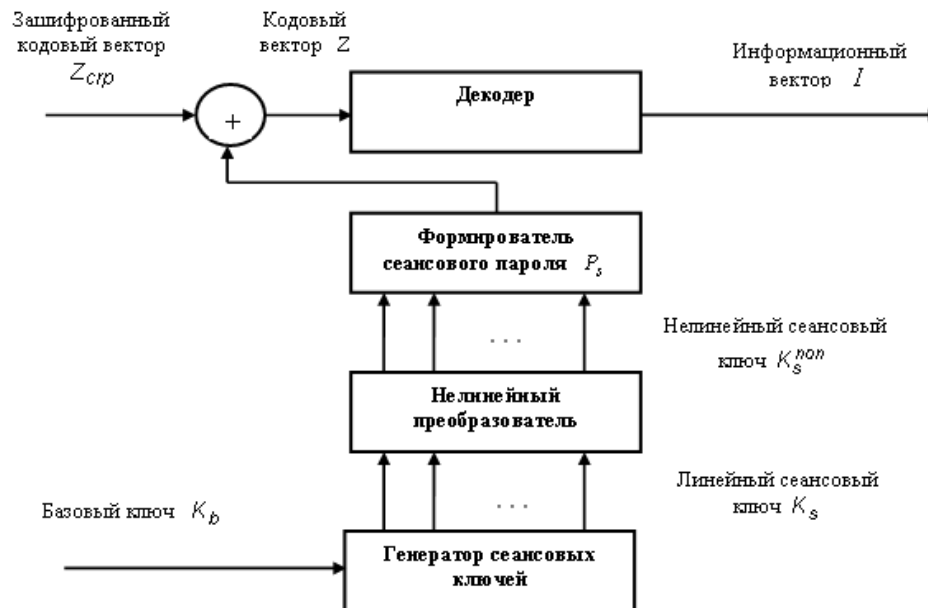 Зашифрованный
кодовый вектор
Z_crp
Кодовый
вектор Z
Информационный
вектор I
Декодер
+
Формирователь
сеансового пароля P_s
. . .
Нелинейный сеансовый
ключ K_s^non
Нелинейный
преобразователь
. . .
Линейный сеансовый
ключ K_s
Базовый ключ K_b
Генератор сеансовых
ключей